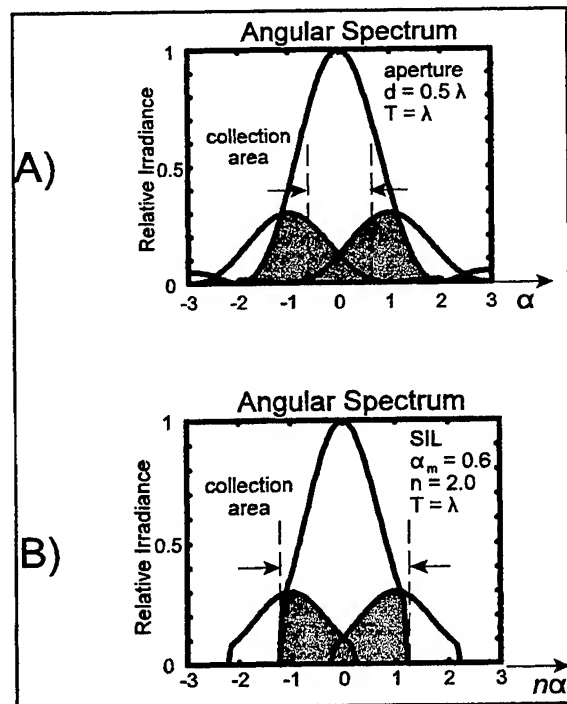 A)
Angular Spectrum
Relative Irradiance
1
0.5
0
aperture
d = 0.5 λ
T = λ
collection
area
-3 -2 -1 0 1 2 3 α
B)
Angular Spectrum
Relative Irradiance
1
0.5
0
SIL
αm = 0.6
n = 2.0
T = λ
collection
area
-3 -2 -1 0 1 2 3 nα